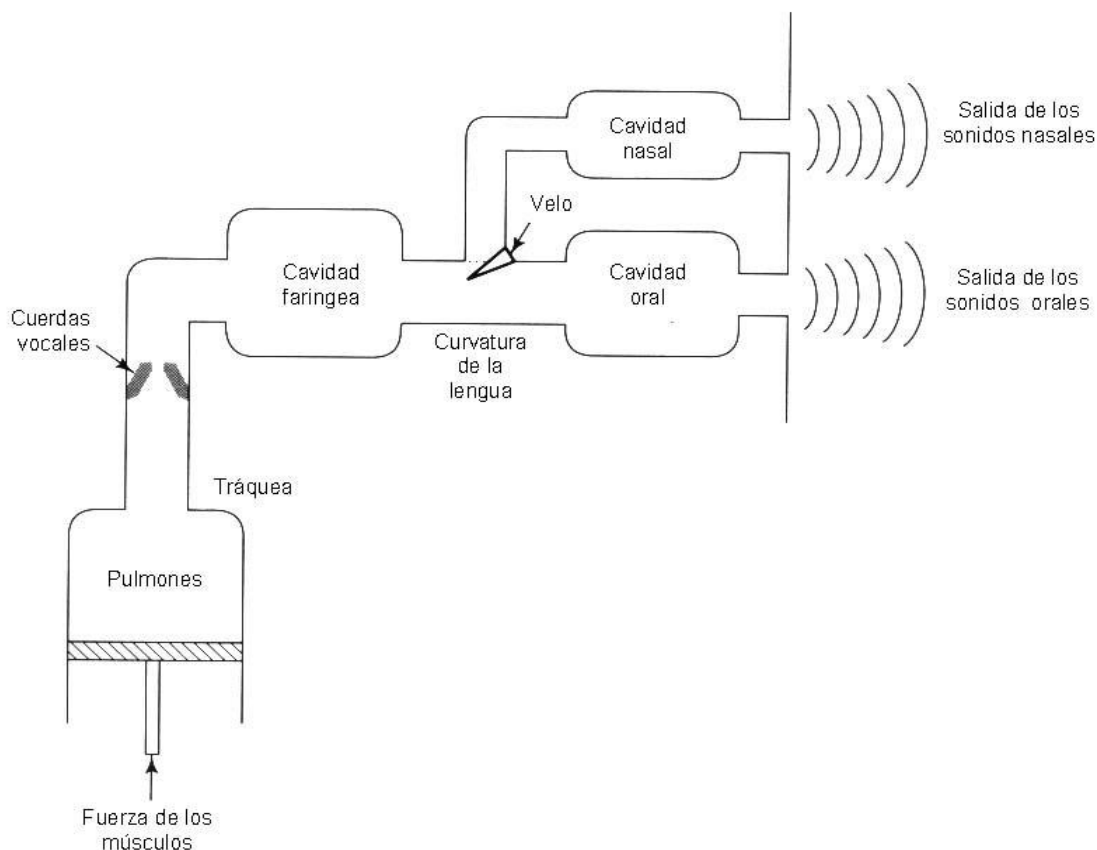 Cavidad
nasal
Salida de los
sonidos nasales
Velo
Cavidad
faringea
Cavidad
oral
Salida de los
sonidos orales
Cuerdas
vocales
Curvatura
de la
lengua
Tráquea
Pulmones
Fuerza de los
músculos